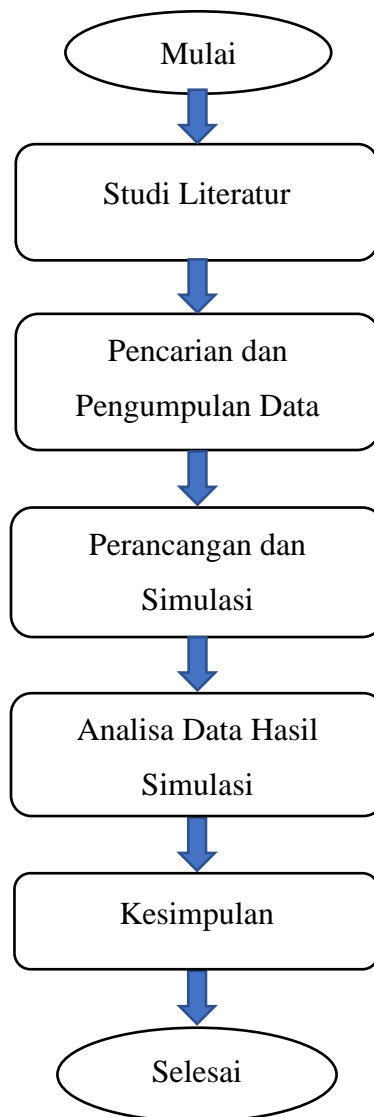 Mulai
Studi Literatur
Pencarian dan
Pengumpulan Data
Perancangan dan
Simulasi
Analisa Data Hasil
Simulasi
Kesimpulan
Selesai